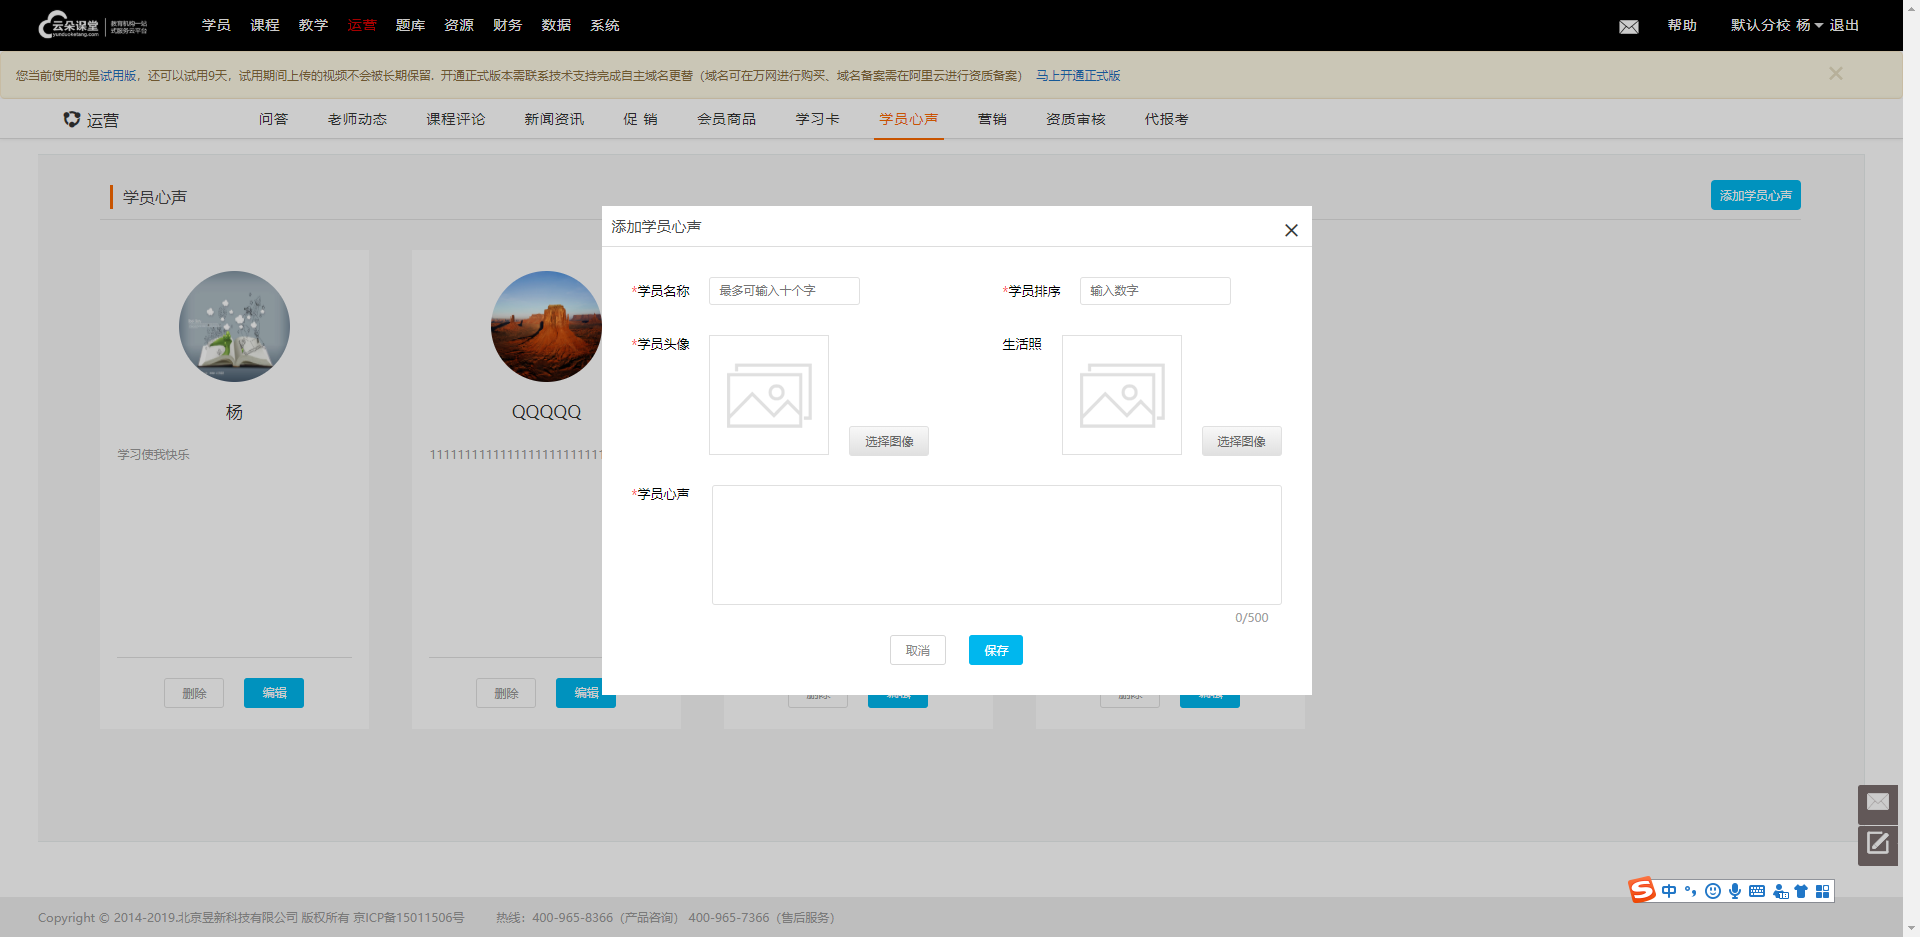 云朵课堂 yunduoketang.com 教育机构一站式服务云平台
学员 课程 教学 运营 题库 资源 财务 数据 系统
帮助 默认分校 杨 退出
您当前使用的是试用版，还可以试用9天，试用期间上传的视频不会被长期保留. 开通正式版本需联系技术支持完成自主域名更替（域名可在万网进行购买、域名备案需在阿里云进行资质备案） 马上开通正式版
运营
问答 老师动态 课程评论 新闻资讯 促 销 会员商品 学习卡 学员心声 营销 资质审核 代报考
学员心声
添加学员心声
杨
学习使我快乐
删除 编辑
QQQQQ
111111111111111111111111
删除 编辑
删除 编辑
删除 编辑
添加学员心声
*学员名称 最多可输入十个字
*学员排序 输入数字
*学员头像 选择图像
生活照 选择图像
*学员心声
0/500
取消 保存
中
Copyright © 2014-2019.北京昱新科技有限公司 版权所有 京ICP备15011506号 热线：400-965-8366（产品咨询） 400-965-7366（售后服务）